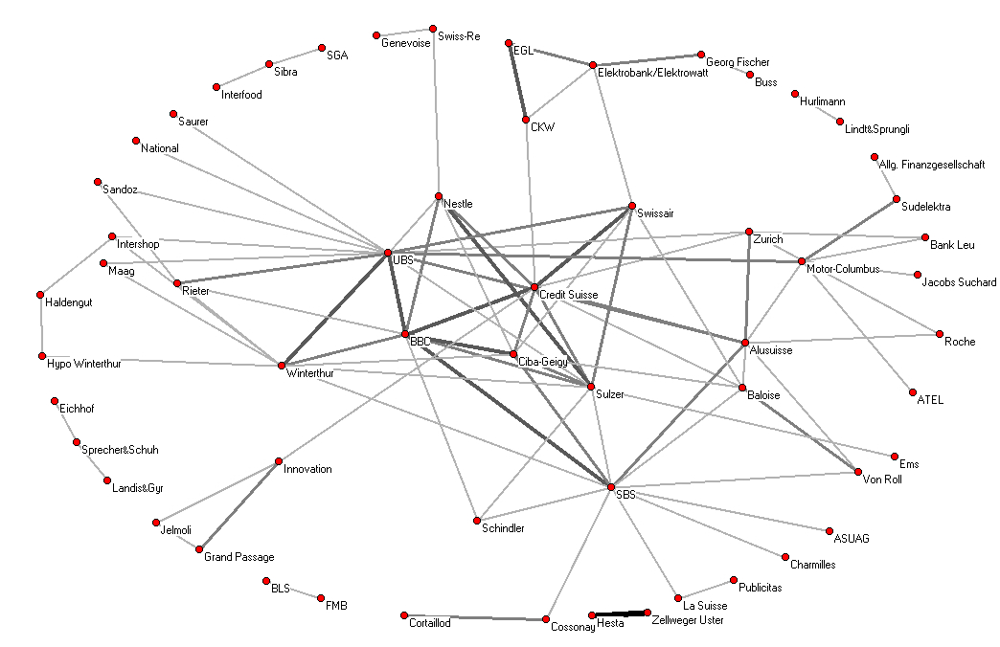 Swiss-Re
Genevoise
EGL
SGA
Georg Fischer
Sibra
Elektrobank/Elektrowatt
Buss
Interfood
Hurlimann
Saurer
CKW
Lindt&Sprungli
National
Allg. Finanzgesellschaft
Sandoz
Nestle
Sudelektra
Swissair
Intershop
Zurich
Bank Leu
UBS
Maag
Motor-Columbus
Jacobs Suchard
Rieter
Credit Suisse
Haldengut
BBC
Roche
Alusuisse
Hypo Winterthur
Ciba-Geigy
Winterthur
Sulzer
Baloise
ATEL
Eichhof
Sprecher&Schuh
Ems
Innovation
Von Roll
Landis&Gyr
SBS
Jelmoli
Schindler
ASUAG
Grand Passage
Charmilles
BLS
Publicitas
FMB
La Suisse
Cortaillod
Cossonay
Hesta
Zellweger Uster